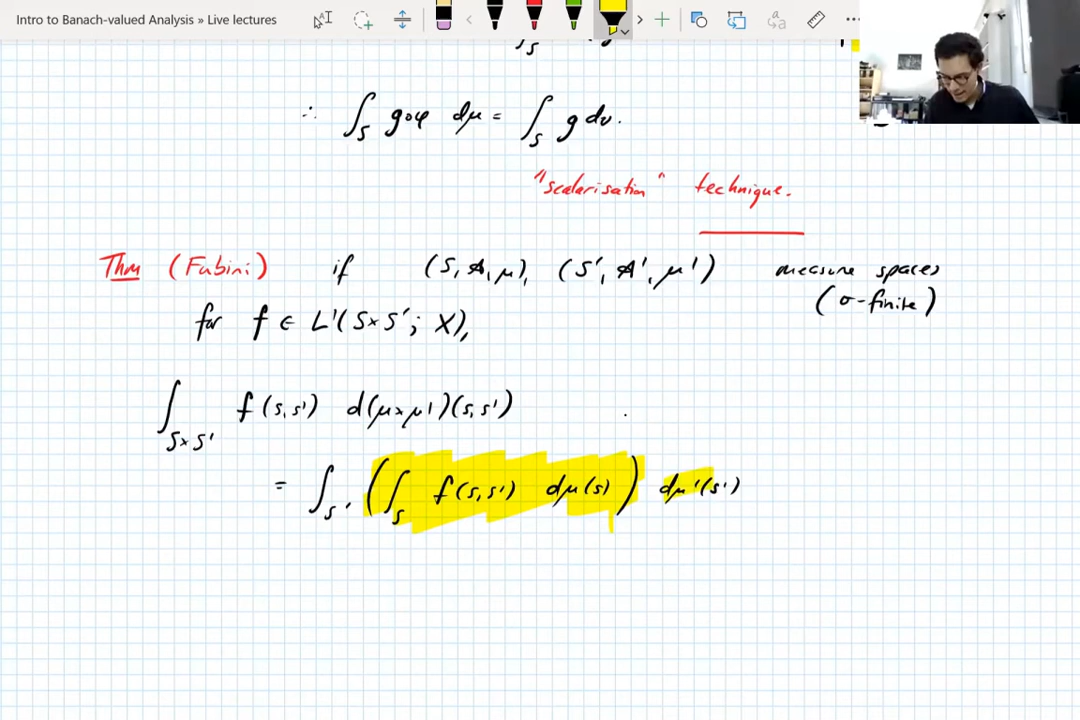 Intro to Banach-valued Analysis » Live lectures
∴ ∫_S g∘φ dμ = ∫_S g dν.
"scalarisation" technique.
Thm (Fubini) if (S, A, μ), (S', A', μ') measure spaces
(σ-finite)
for f ∈ L¹(S×S'; X),
∫_{S×S'} f(s,s') d(μ×μ')(s,s')
= ∫_{S'} (∫_S f(s,s') dμ(s)) dμ'(s')